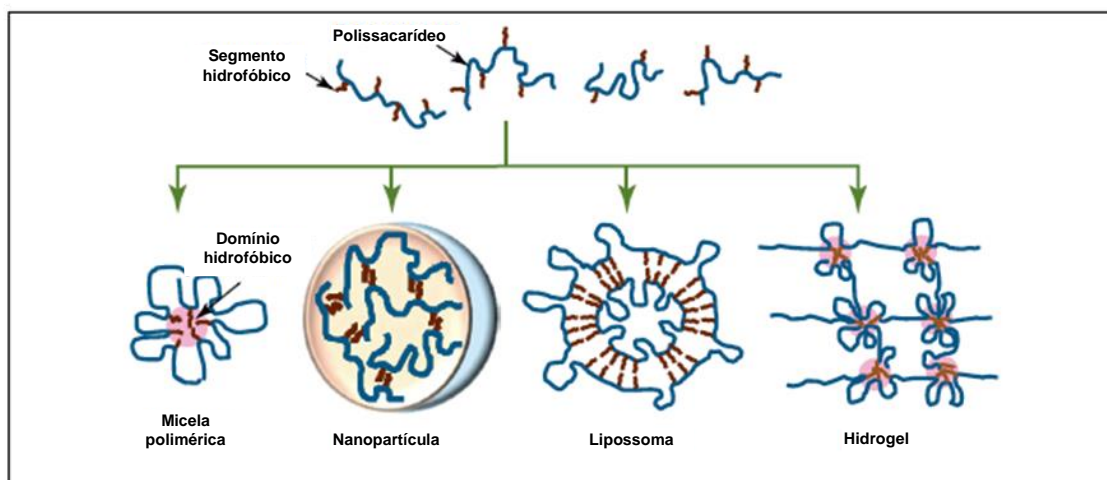 Polissacarídeo
Segmento
hidrofóbico
Domínio
hidrofóbico
Micela
polimérica
Nanopartícula
Lipossoma
Hidrogel